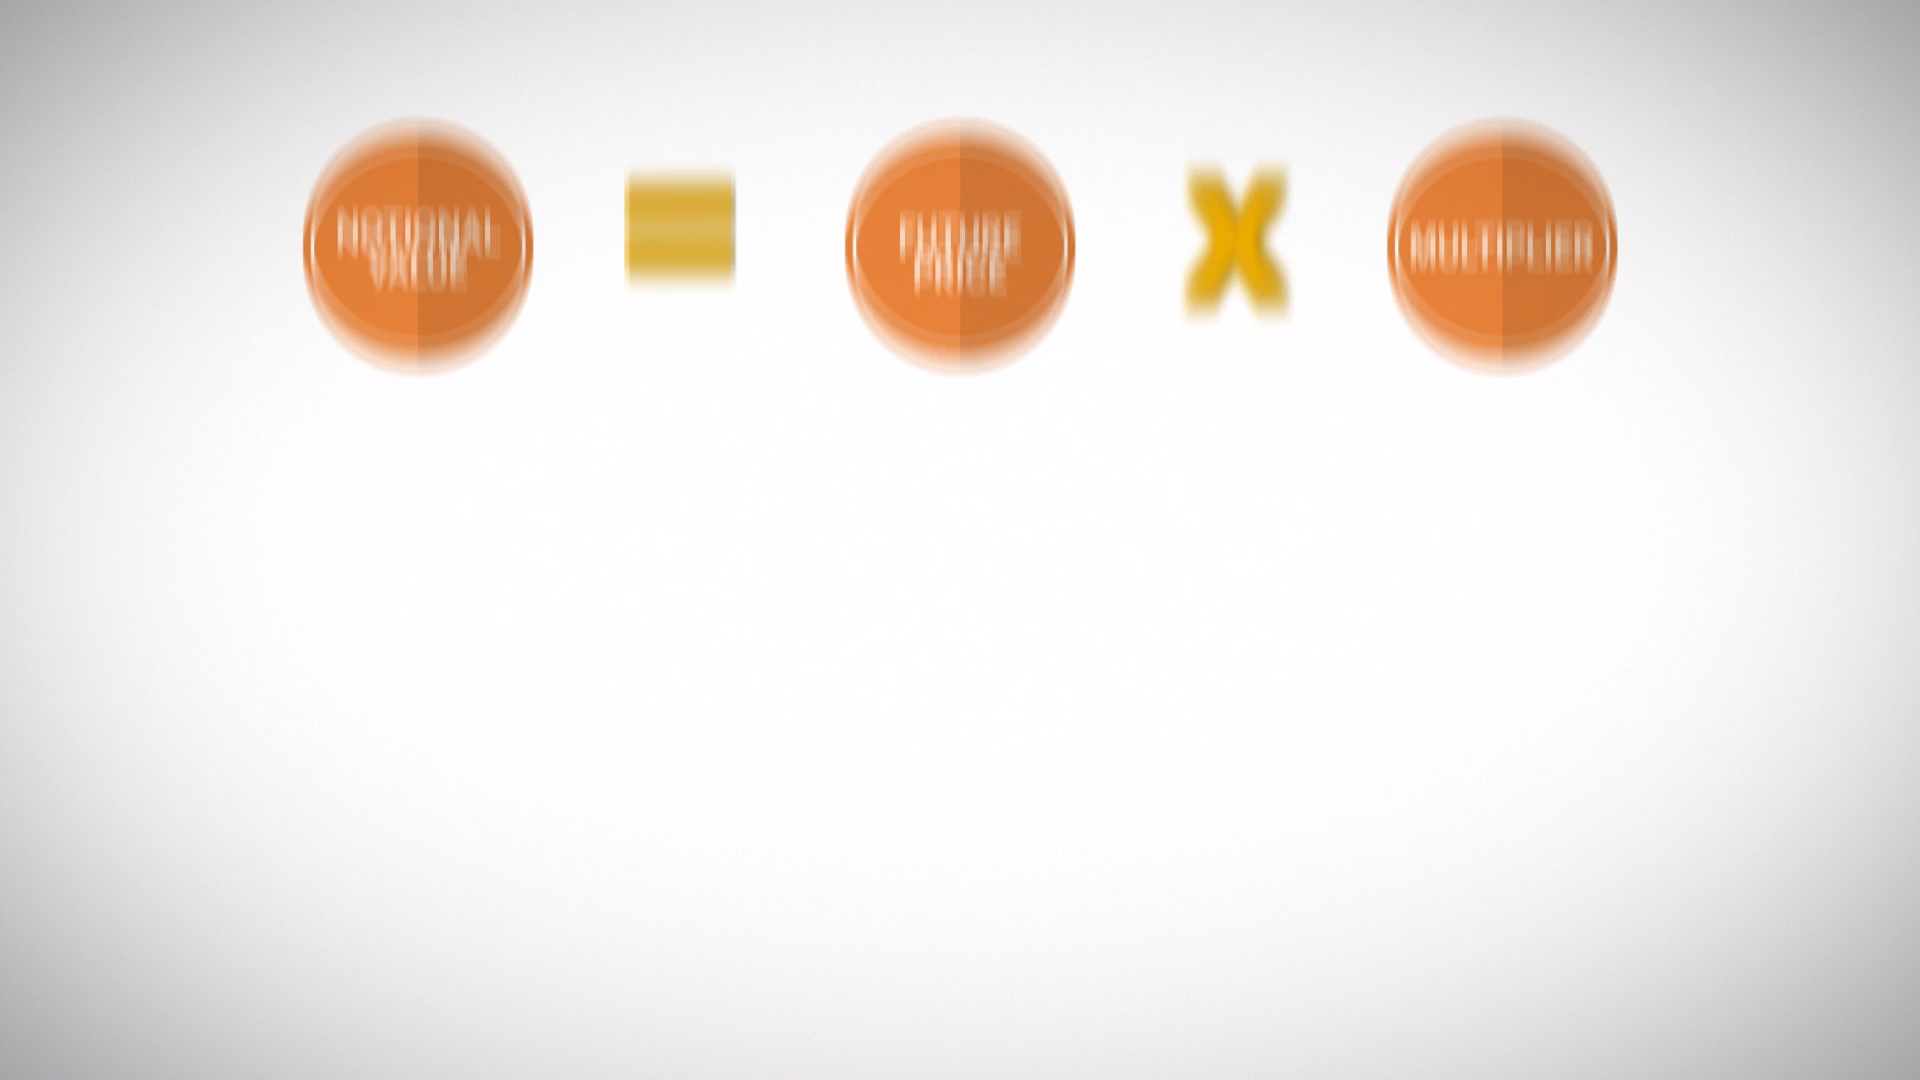 NOTIONAL
VALUE
=
FUTURE
PRICE
X
MULTIPLIER